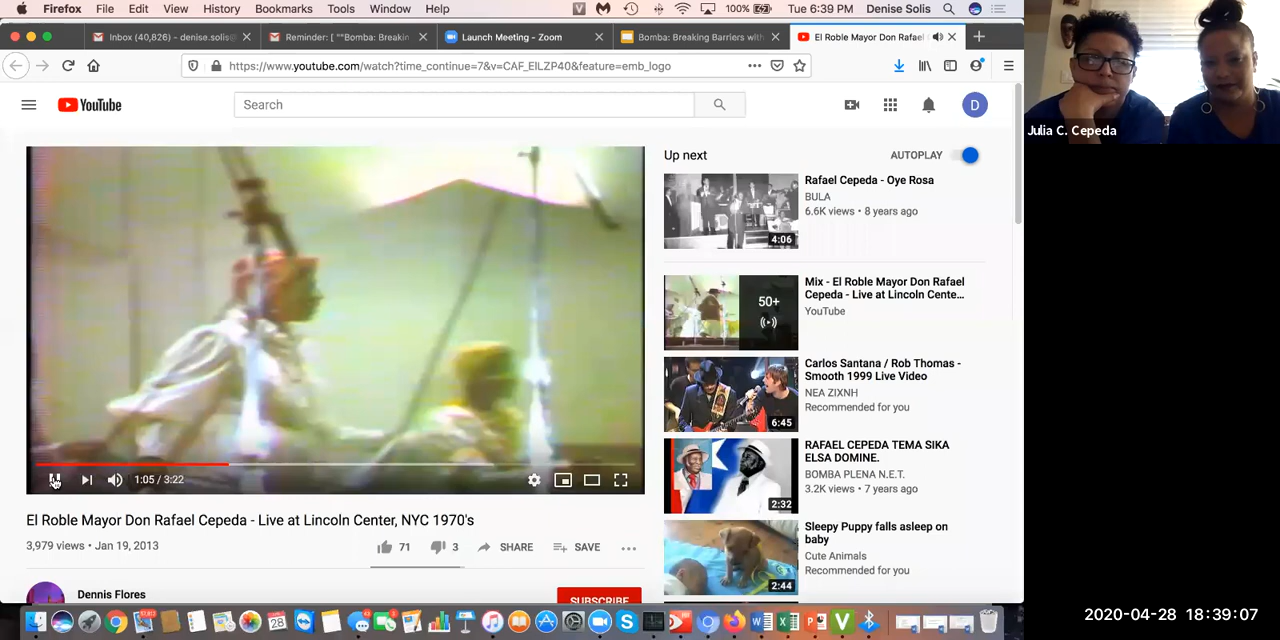 Firefox File Edit View History Bookmarks Tools Window Help 100% Tue 6:39 PM Denise Solis
Inbox (40,826) - denise.solis@
Reminder: [ ""Bomba: Breakin
Launch Meeting - Zoom
Bomba: Breaking Barriers with
El Roble Mayor Don Rafael
https://www.youtube.com/watch?time_continue=7&v=CAF_EILZP40&feature=emb_logo
YouTube
Search
D
Julia C. Cepeda
Up next
AUTOPLAY
Rafael Cepeda - Oye Rosa
BULA
6.6K views • 8 years ago
4:06
Mix - El Roble Mayor Don Rafael
Cepeda - Live at Lincoln Cente...
YouTube
50+
Carlos Santana / Rob Thomas -
Smooth 1999 Live Video
NEA ZIXNH
Recommended for you
6:45
RAFAEL CEPEDA TEMA SIKA
ELSA DOMINE.
BOMBA PLENA N.E.T.
3.2K views • 7 years ago
2:32
Sleepy Puppy falls asleep on
baby
Cute Animals
Recommended for you
2:44
1:05 / 3:22
El Roble Mayor Don Rafael Cepeda - Live at Lincoln Center, NYC 1970's
3,979 views • Jan 19, 2013
71
3
SHARE
SAVE
Dennis Flores
SUBSCRIBE
28
2020-04-28 18:39:07